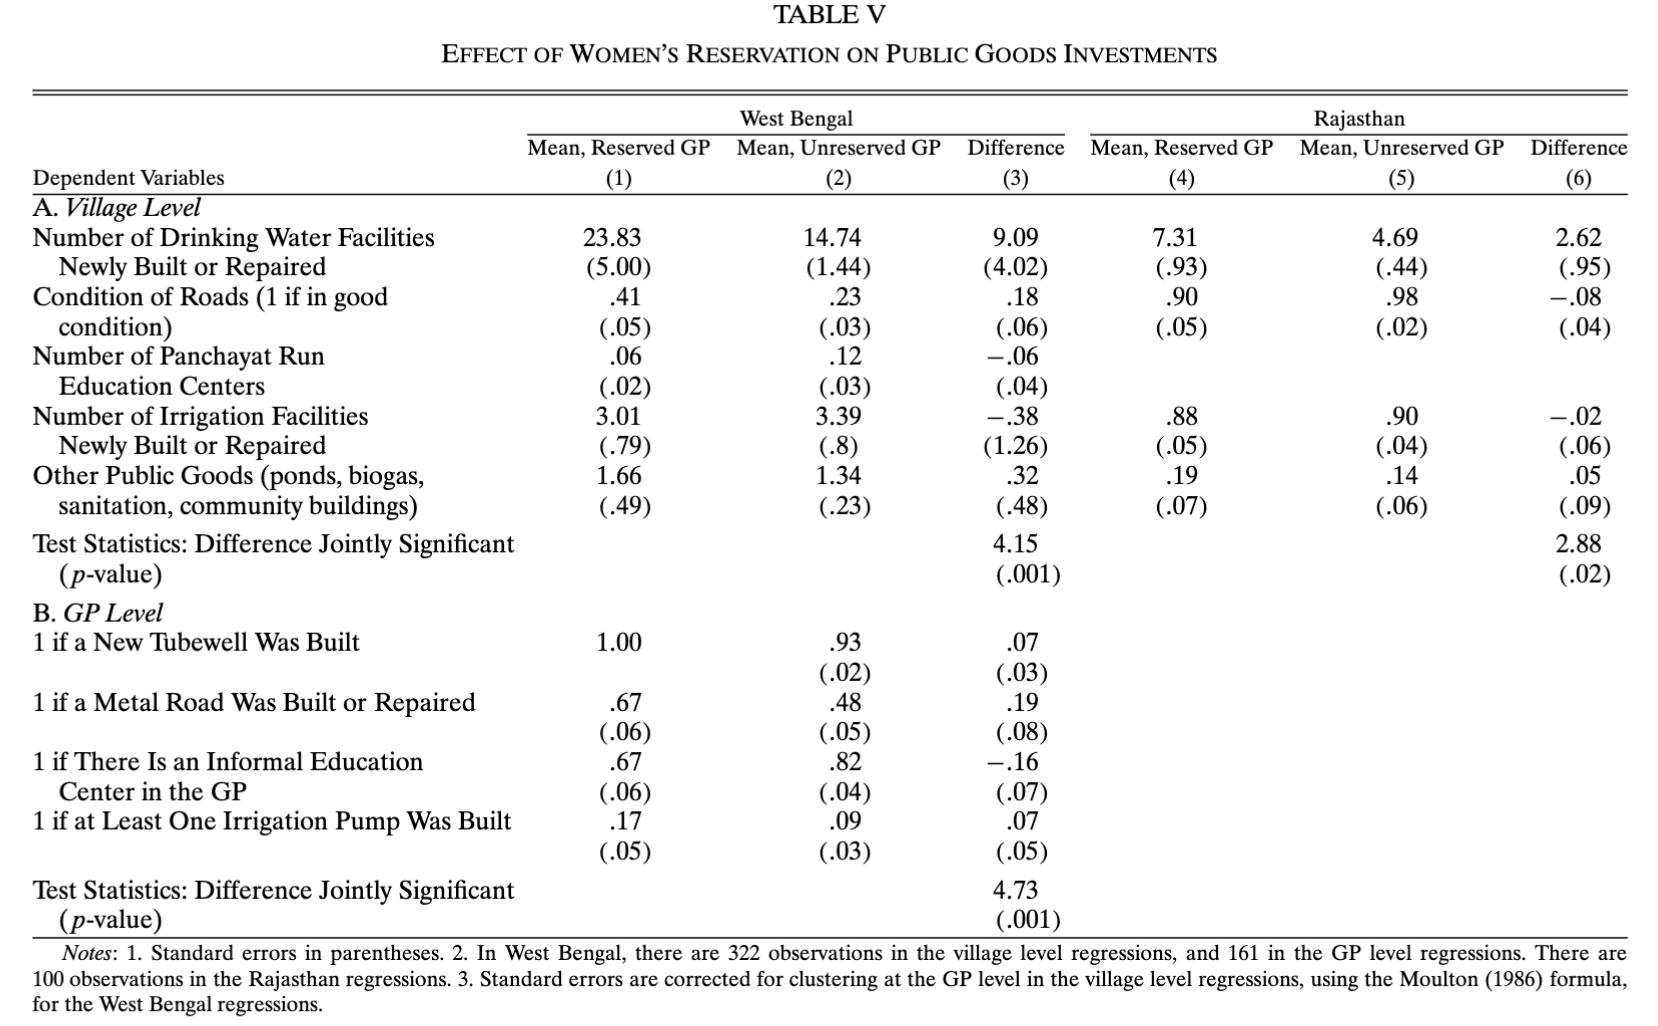 TABLE V
EFFECT OF WOMEN'S RESERVATION ON PUBLIC GOODS INVESTMENTS
West Bengal Rajasthan
Mean, Reserved GP Mean, Unreserved GP Difference Mean, Reserved GP Mean, Unreserved GP Difference
Dependent Variables (1) (2) (3) (4) (5) (6)
A. Village Level
Number of Drinking Water Facilities 23.83 14.74 9.09 7.31 4.69 2.62
Newly Built or Repaired (5.00) (1.44) (4.02) (.93) (.44) (.95)
Condition of Roads (1 if in good .41 .23 .18 .90 .98 −.08
condition) (.05) (.03) (.06) (.05) (.02) (.04)
Number of Panchayat Run .06 .12 −.06
Education Centers (.02) (.03) (.04)
Number of Irrigation Facilities 3.01 3.39 −.38 .88 .90 −.02
Newly Built or Repaired (.79) (.8) (1.26) (.05) (.04) (.06)
Other Public Goods (ponds, biogas, 1.66 1.34 .32 .19 .14 .05
sanitation, community buildings) (.49) (.23) (.48) (.07) (.06) (.09)
Test Statistics: Difference Jointly Significant 4.15 2.88
(p-value) (.001) (.02)
B. GP Level
1 if a New Tubewell Was Built 1.00 .93 .07
(.02) (.03)
1 if a Metal Road Was Built or Repaired .67 .48 .19
(.06) (.05) (.08)
1 if There Is an Informal Education .67 .82 −.16
Center in the GP (.06) (.04) (.07)
1 if at Least One Irrigation Pump Was Built .17 .09 .07
(.05) (.03) (.05)
Test Statistics: Difference Jointly Significant 4.73
(p-value) (.001)
Notes: 1. Standard errors in parentheses. 2. In West Bengal, there are 322 observations in the village level regressions, and 161 in the GP level regressions. There are
100 observations in the Rajasthan regressions. 3. Standard errors are corrected for clustering at the GP level in the village level regressions, using the Moulton (1986) formula,
for the West Bengal regressions.